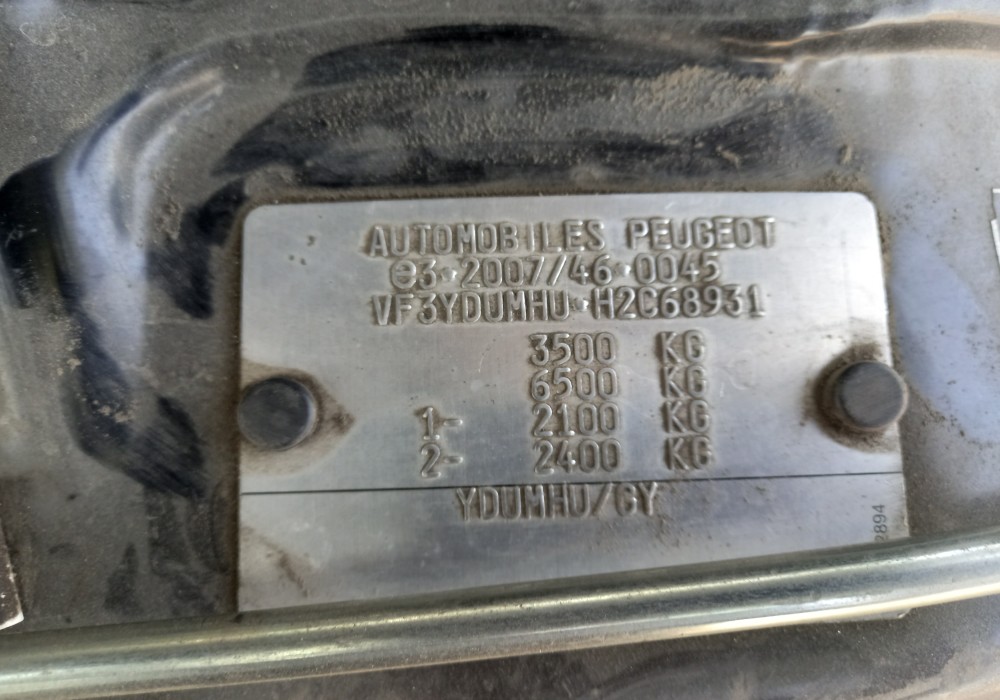 AUTOMOBILES PEUGEOT
e3*2007/46*0045
VF3YDUMHU*H2C68931
3500 KG
6500 KG
1- 2100 KG
2- 2400 KG
YDUMHU/GY
2894